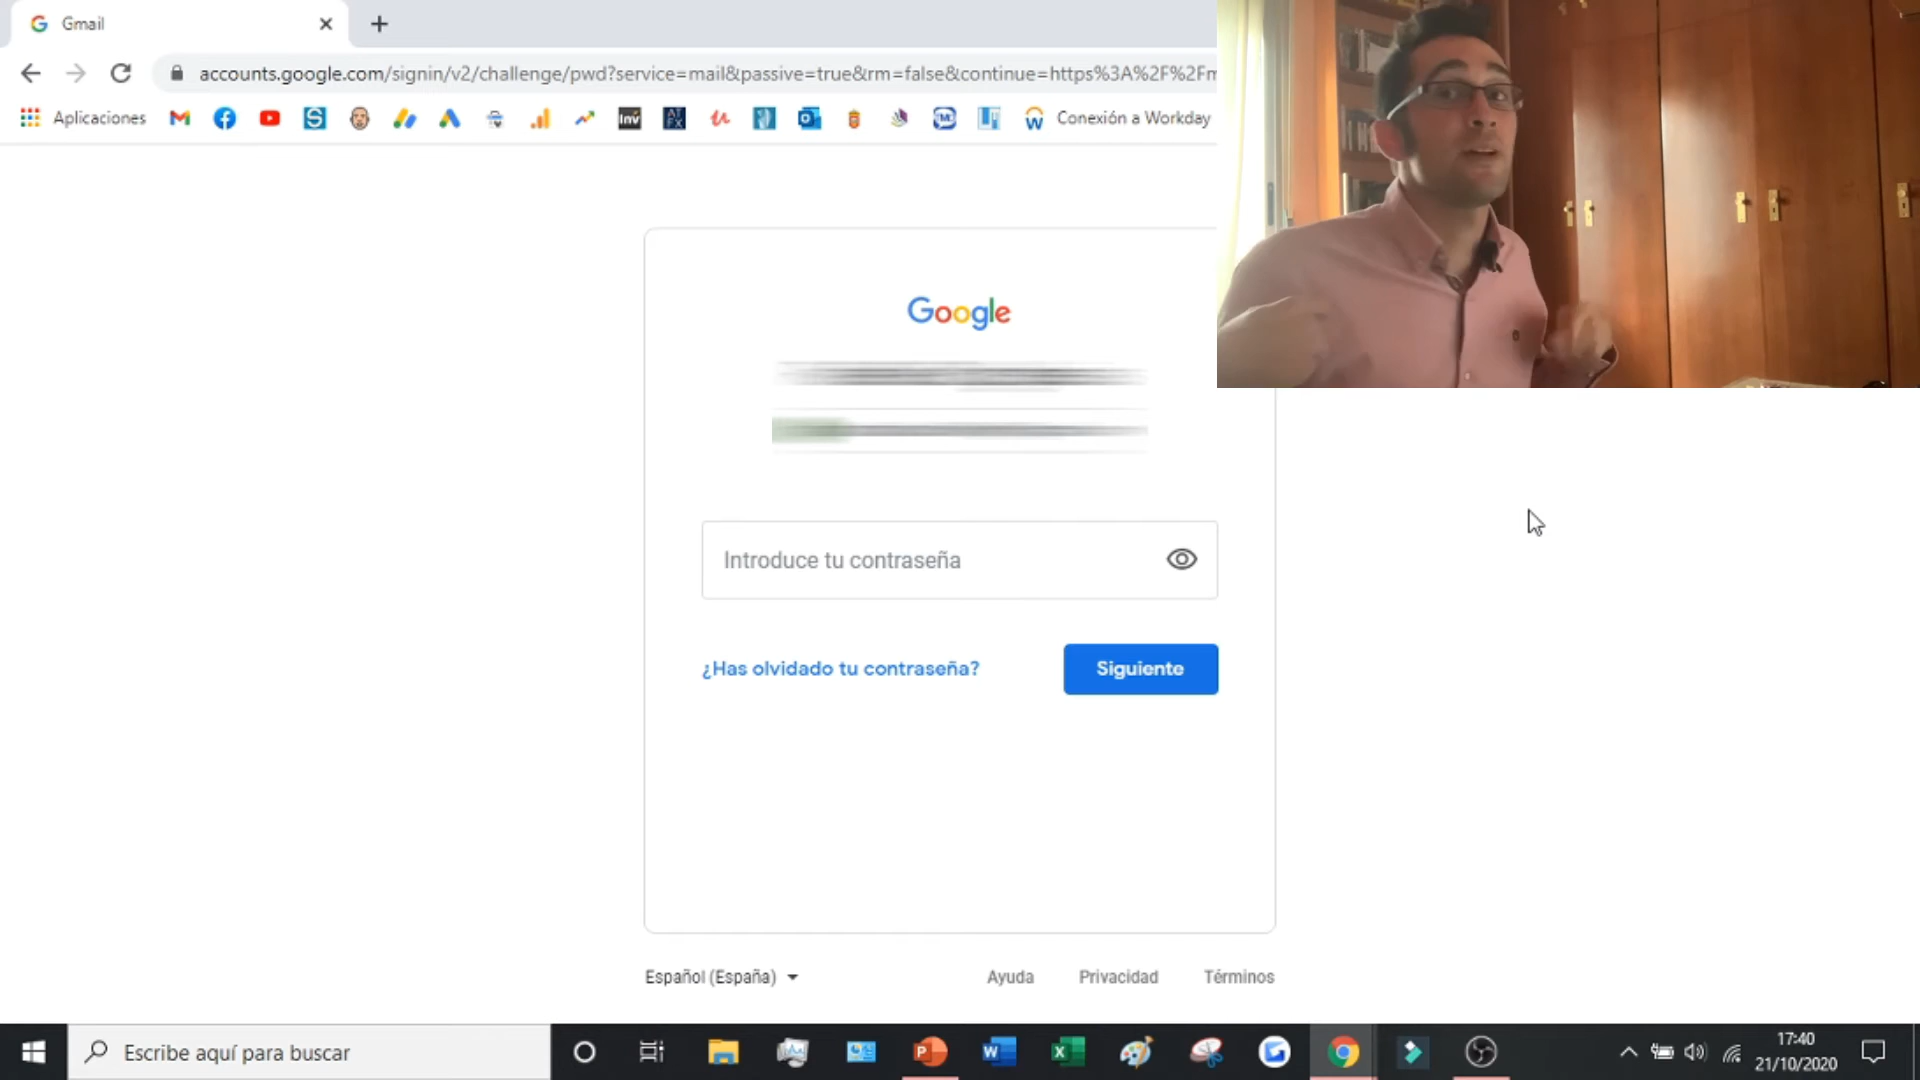 Gmail
accounts.google.com/signin/v2/challenge/pwd?service=mail&passive=true&rm=false&continue=https%3A%2F%2Fm
Aplicaciones
Conexión a Workday
Google
Introduce tu contraseña
¿Has olvidado tu contraseña?
Siguiente
Español (España)
Ayuda
Privacidad
Términos
Escribe aquí para buscar
17:40
21/10/2020